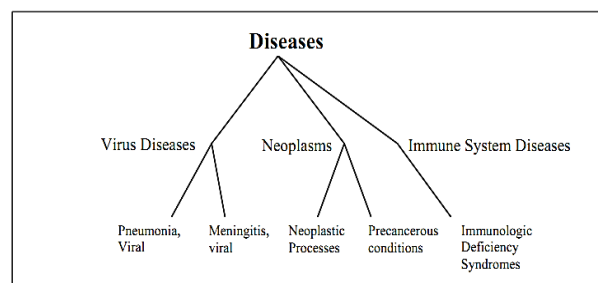 Diseases
Virus Diseases
Neoplasms
Immune System Diseases
Pneumonia,
Viral
Meningitis,
viral
Neoplastic
Processes
Precancerous
conditions
Immunologic
Deficiency
Syndromes